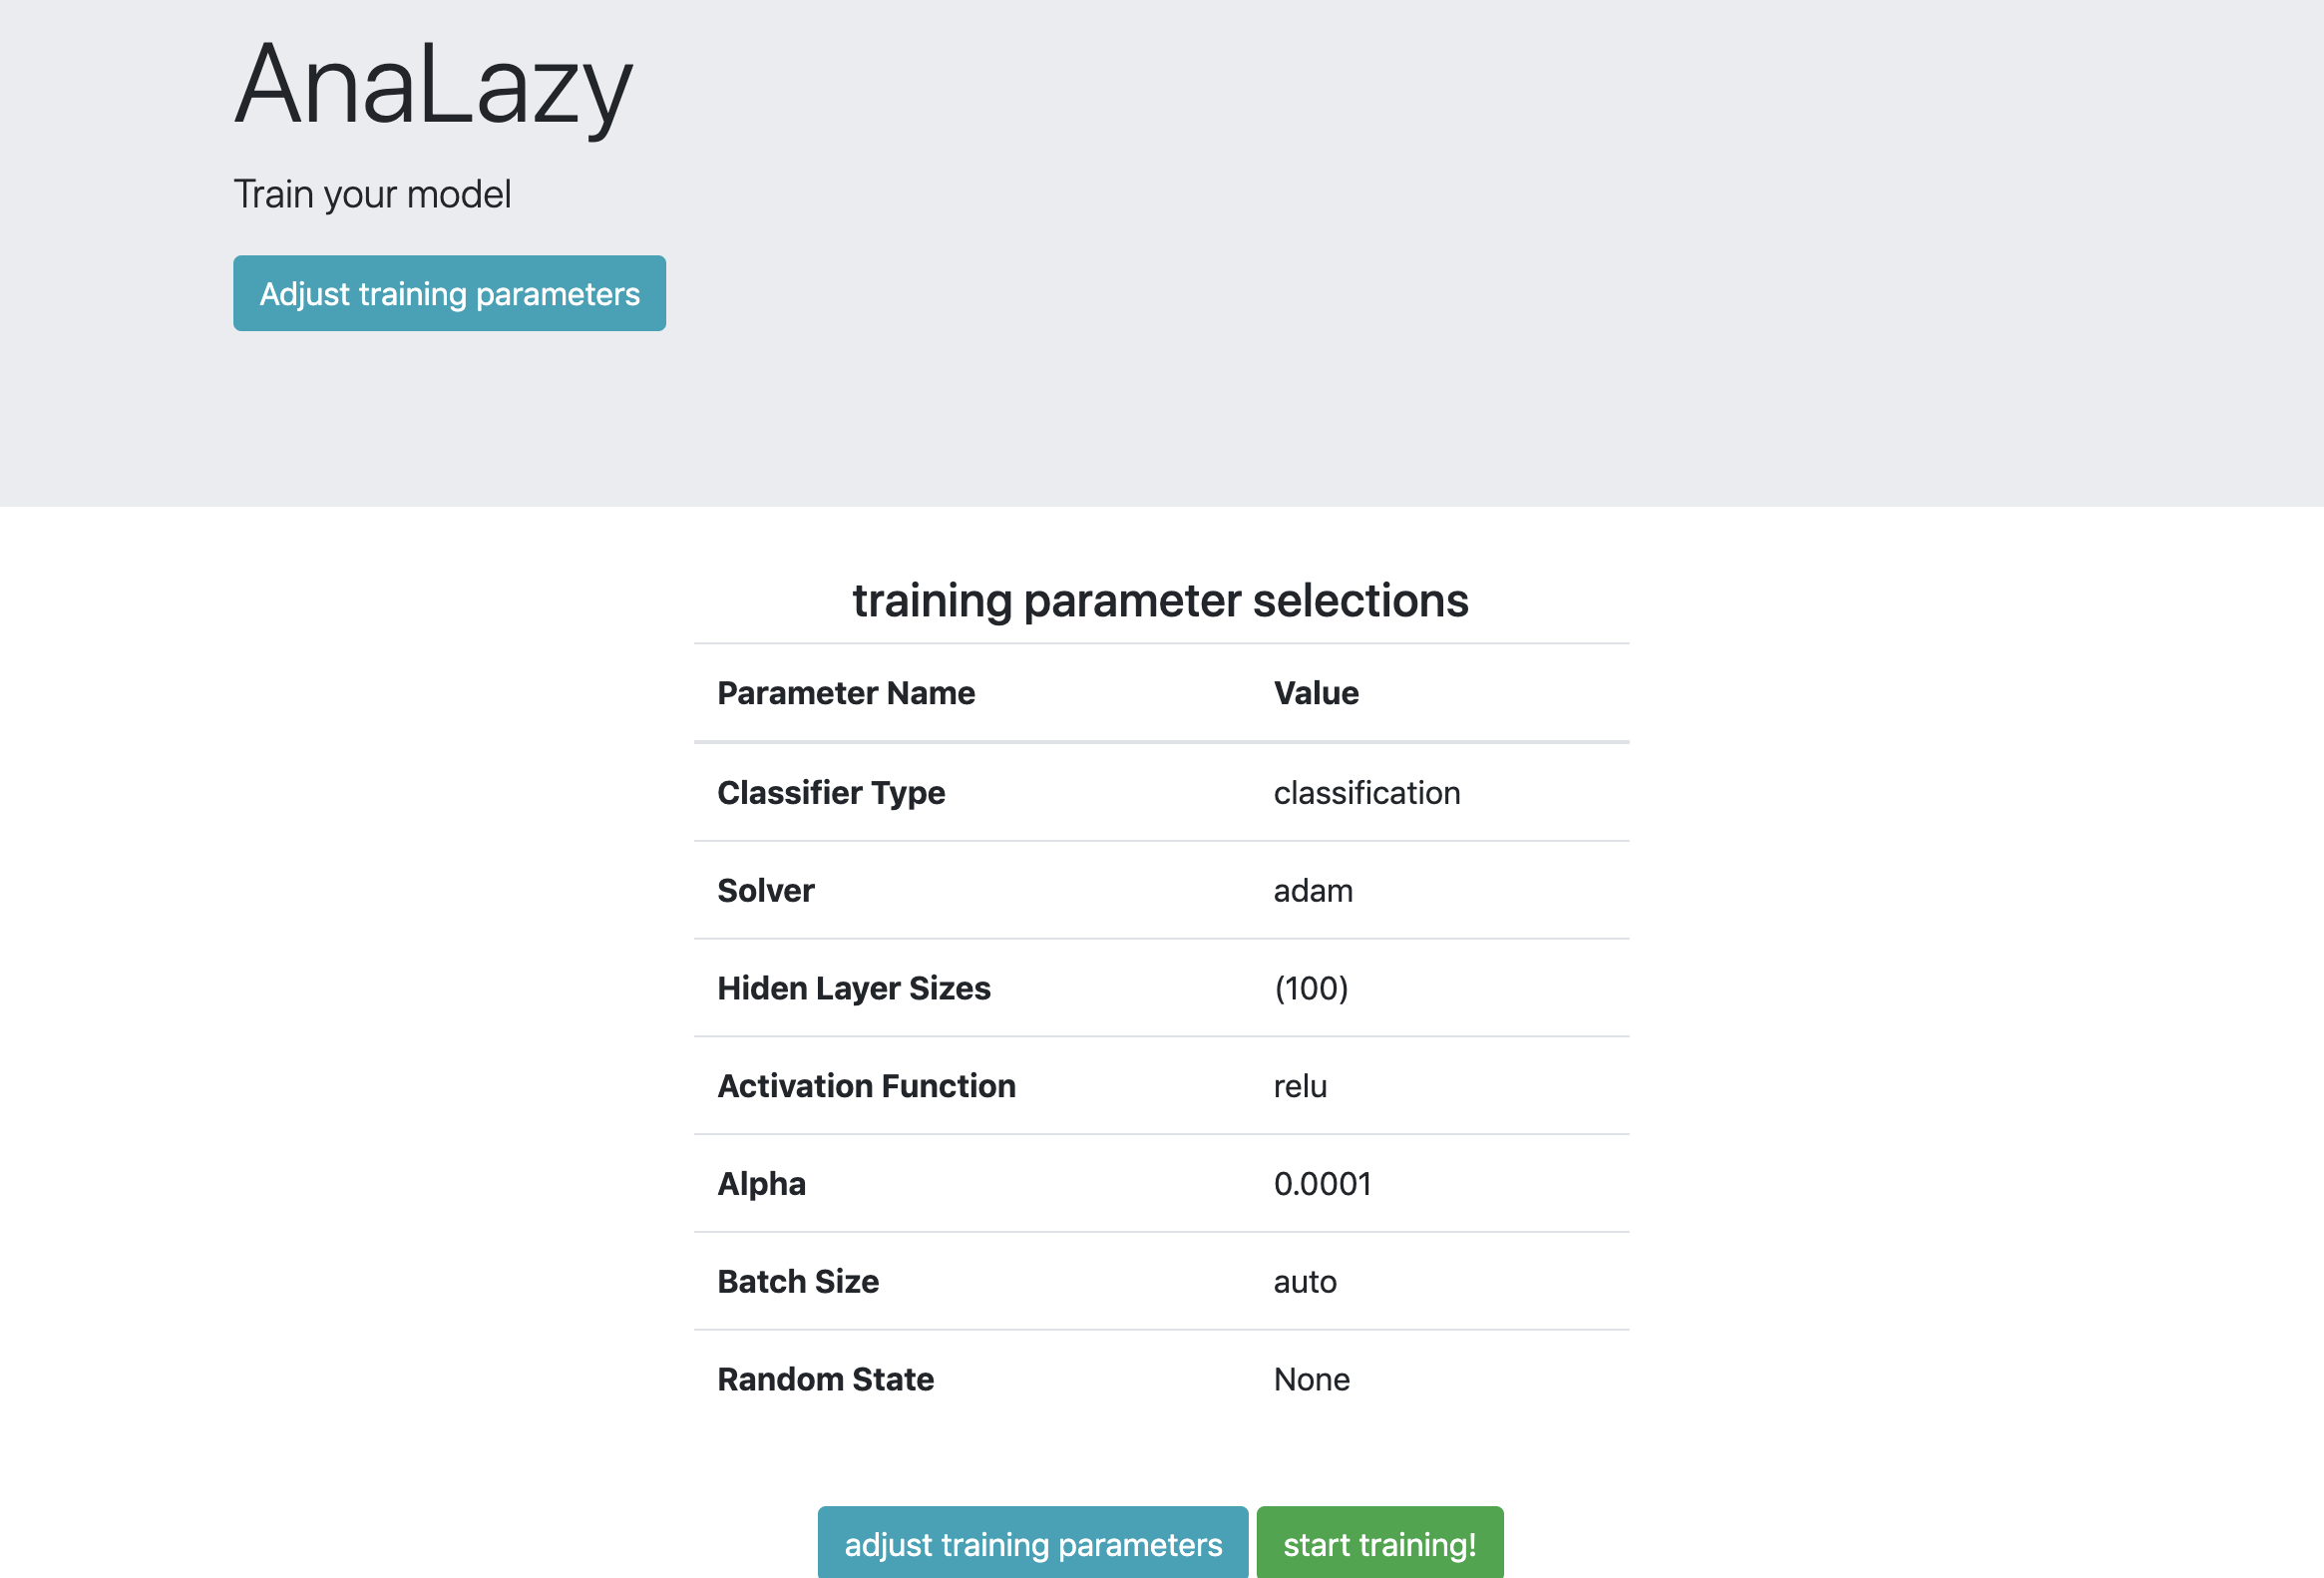 AnaLazy
Train your model
Adjust training parameters
training parameter selections
Parameter Name Value
Classifier Type classification
Solver adam
Hiden Layer Sizes (100)
Activation Function relu
Alpha 0.0001
Batch Size auto
Random State None
adjust training parameters start training!